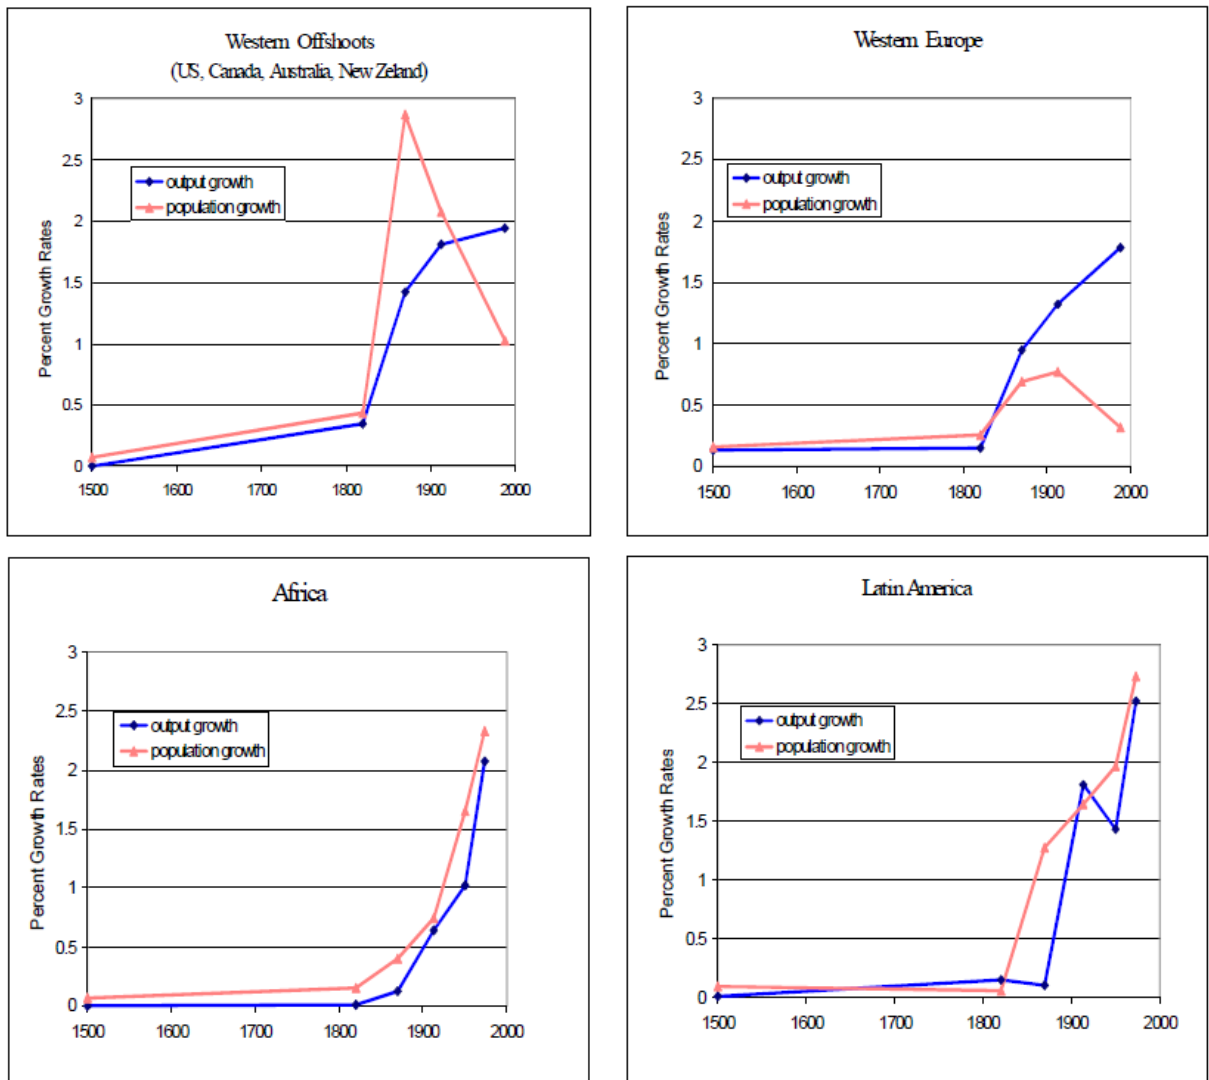 Western Offshoots
(US, Canada, Australia, New Zeland)
3
2.5
2
1.5
1
0.5
0
Percent Growth Rates
output growth
population growth
1500 1600 1700 1800 1900 2000
Western Europe
3
2.5
2
1.5
1
0.5
0
Percent Growth Rates
output growth
population growth
1500 1600 1700 1800 1900 2000
Africa
3
2.5
2
1.5
1
0.5
0
Percent Growth Rates
output growth
population growth
1500 1600 1700 1800 1900 2000
Latin America
3
2.5
2
1.5
1
0.5
0
Percent Growth Rates
output growth
population growth
1500 1600 1700 1800 1900 2000